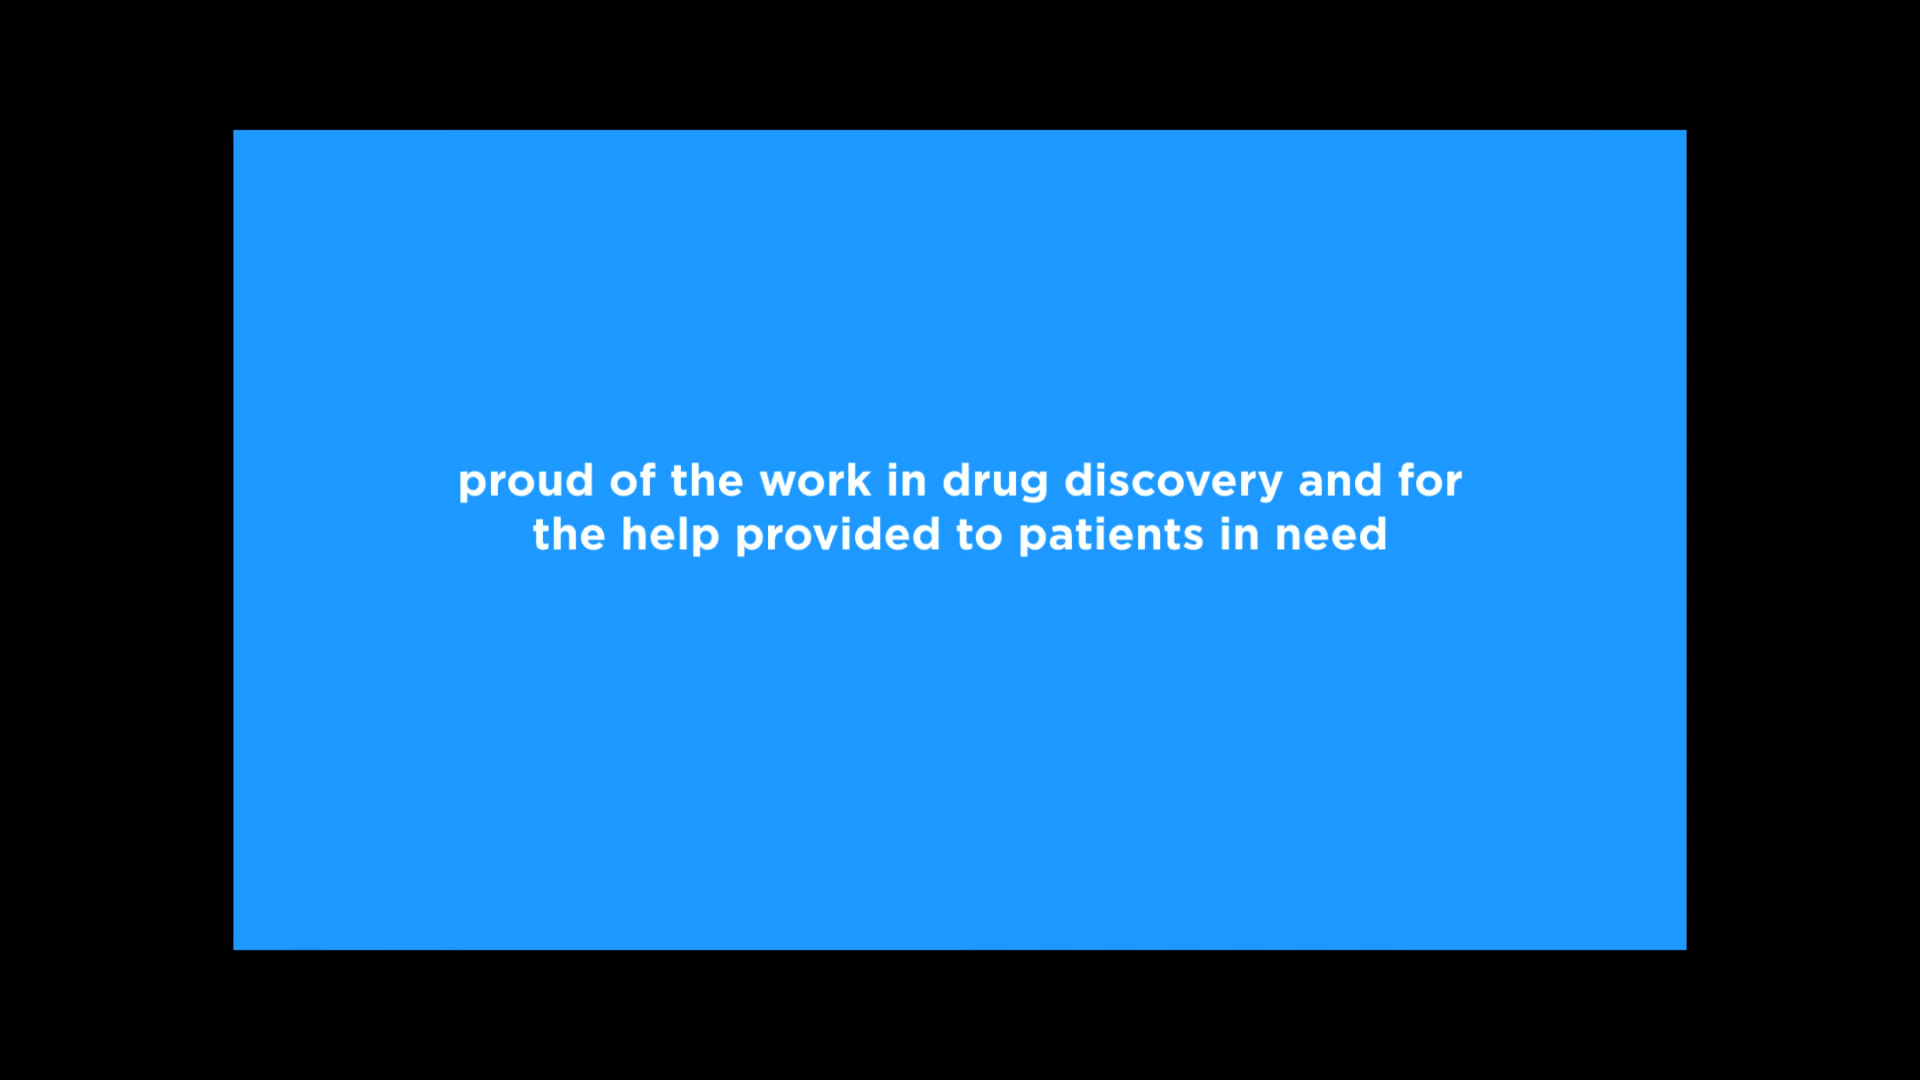 proud of the work in drug discovery and for
the help provided to patients in need